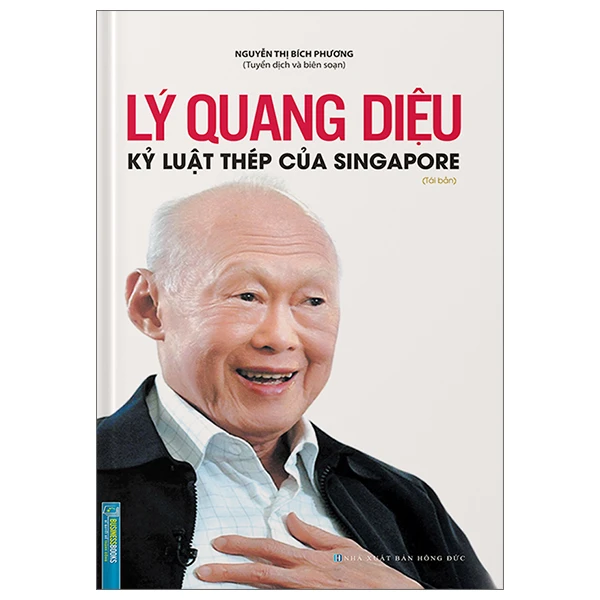 NGUYỄN THỊ BÍCH PHƯƠNG
(Tuyển dịch và biên soạn)
LÝ QUANG DIỆU
KỶ LUẬT THÉP CỦA SINGAPORE
(Tái bản)
BUSINESSBOOKS
NHÀ XUẤT BẢN HỒNG ĐỨC